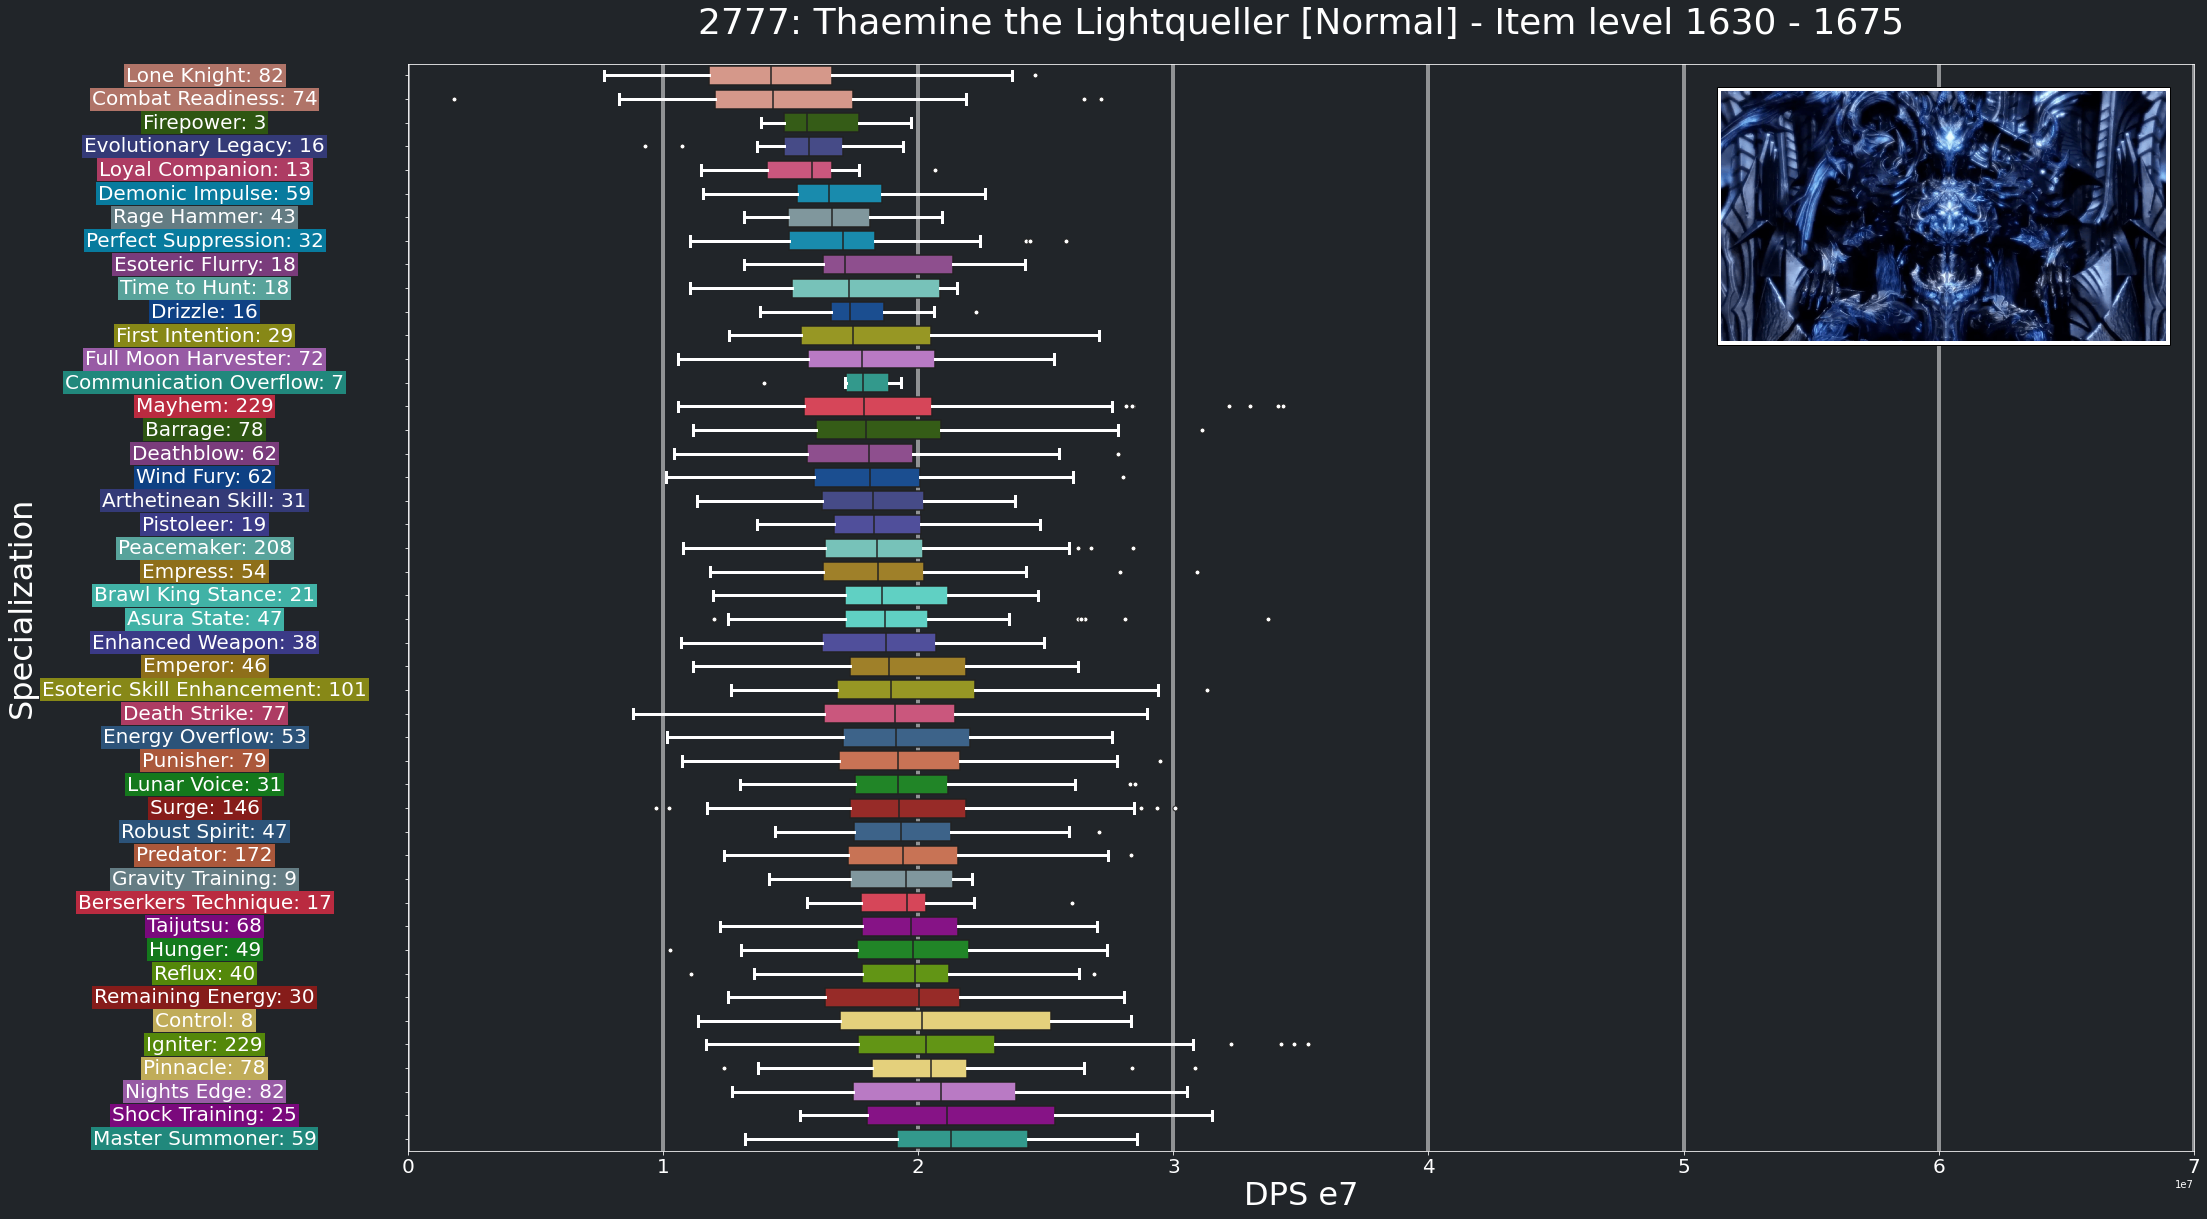 2777: Thaemine the Lightqueller [Normal] - Item level 1630 - 1675
Lone Knight: 82
Combat Readiness: 74
Firepower: 3
Evolutionary Legacy: 16
Loyal Companion: 13
Demonic Impulse: 59
Rage Hammer: 43
Perfect Suppression: 32
Esoteric Flurry: 18
Time to Hunt: 18
Drizzle: 16
First Intention: 29
Full Moon Harvester: 72
Communication Overflow: 7
Mayhem: 229
Barrage: 78
Deathblow: 62
Wind Fury: 62
Arthetinean Skill: 31
Pistoleer: 19
Peacemaker: 208
Empress: 54
Brawl King Stance: 21
Asura State: 47
Enhanced Weapon: 38
Emperor: 46
Esoteric Skill Enhancement: 101
Death Strike: 77
Energy Overflow: 53
Punisher: 79
Lunar Voice: 31
Surge: 146
Robust Spirit: 47
Predator: 172
Gravity Training: 9
Berserkers Technique: 17
Taijutsu: 68
Hunger: 49
Reflux: 40
Remaining Energy: 30
Control: 8
Igniter: 229
Pinnacle: 78
Nights Edge: 82
Shock Training: 25
Master Summoner: 59
Specialization
0 1 2 3 4 5 6 7
DPS e7
1e7